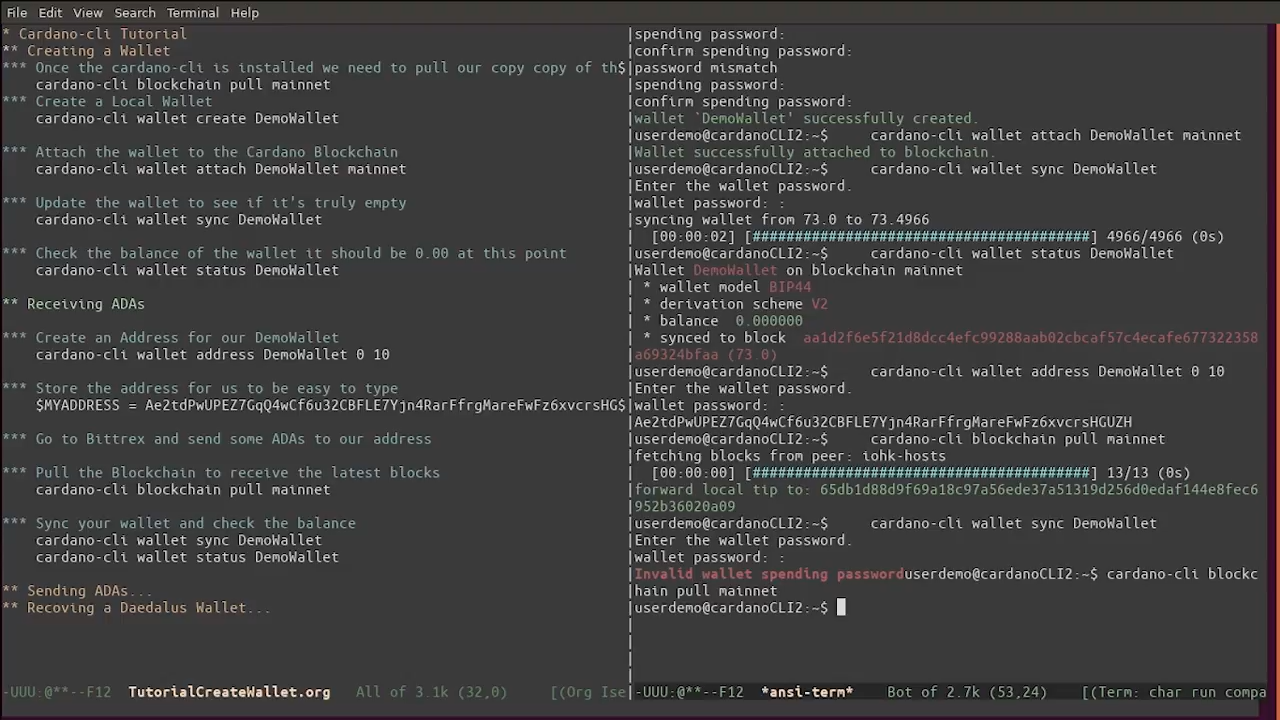 File Edit View Search Terminal Help
* Cardano-cli Tutorial
** Creating a Wallet
*** Once the cardano-cli is installed we need to pull our copy copy of th$
cardano-cli blockchain pull mainnet
*** Create a Local Wallet
cardano-cli wallet create DemoWallet
*** Attach the wallet to the Cardano Blockchain
cardano-cli wallet attach DemoWallet mainnet
*** Update the wallet to see if it's truly empty
cardano-cli wallet sync DemoWallet
*** Check the balance of the wallet it should be 0.00 at this point
cardano-cli wallet status DemoWallet
** Receiving ADAs
*** Create an Address for our DemoWallet
cardano-cli wallet address DemoWallet 0 10
*** Store the address for us to be easy to type
$MYADDRESS = Ae2tdPwUPEZ7GqQ4wCf6u32CBFLE7Yjn4RarFfrgMareFwFz6xvcrsHG$
*** Go to Bittrex and send some ADAs to our address
*** Pull the Blockchain to receive the latest blocks
cardano-cli blockchain pull mainnet
*** Sync your wallet and check the balance
cardano-cli wallet sync DemoWallet
cardano-cli wallet status DemoWallet
** Sending ADAs...
** Recoving a Daedalus Wallet...
-UUU:@**--F12 TutorialCreateWallet.org All of 3.1k (32,0) [(Org Ise
|spending password:
|confirm spending password:
|password mismatch
|spending password:
|confirm spending password:
|wallet `DemoWallet' successfully created.
|userdemo@cardanoCLI2:~$ cardano-cli wallet attach DemoWallet mainnet
|Wallet successfully attached to blockchain.
|userdemo@cardanoCLI2:~$ cardano-cli wallet sync DemoWallet
|Enter the wallet password.
|wallet password: :
|syncing wallet from 73.0 to 73.4966
| [00:00:02] [########################################] 4966/4966 (0s)
|userdemo@cardanoCLI2:~$ cardano-cli wallet status DemoWallet
|Wallet DemoWallet on blockchain mainnet
| * wallet model BIP44
| * derivation scheme V2
| * balance 0.000000
| * synced to block aa1d2f6e5f21d8dcc4efc99288aab02cbcaf57c4ecafe677322358
|a69324bfaa (73.0)
|userdemo@cardanoCLI2:~$ cardano-cli wallet address DemoWallet 0 10
|Enter the wallet password.
|wallet password: :
|Ae2tdPwUPEZ7GqQ4wCf6u32CBFLE7Yjn4RarFfrgMareFwFz6xvcrsHGUZH
|userdemo@cardanoCLI2:~$ cardano-cli blockchain pull mainnet
|fetching blocks from peer: iohk-hosts
| [00:00:00] [########################################] 13/13 (0s)
|forward local tip to: 65db1d88d9f69a18c97a56ede37a51319d256d0edaf144e8fec6
|952b36020a09
|userdemo@cardanoCLI2:~$ cardano-cli wallet sync DemoWallet
|Enter the wallet password.
|wallet password: :
|Invalid wallet spending passworduserdemo@cardanoCLI2:~$ cardano-cli blockc
|hain pull mainnet
|userdemo@cardanoCLI2:~$
-UUU:@**--F12 *ansi-term* Bot of 2.7k (53,24) [(Term: char run compa